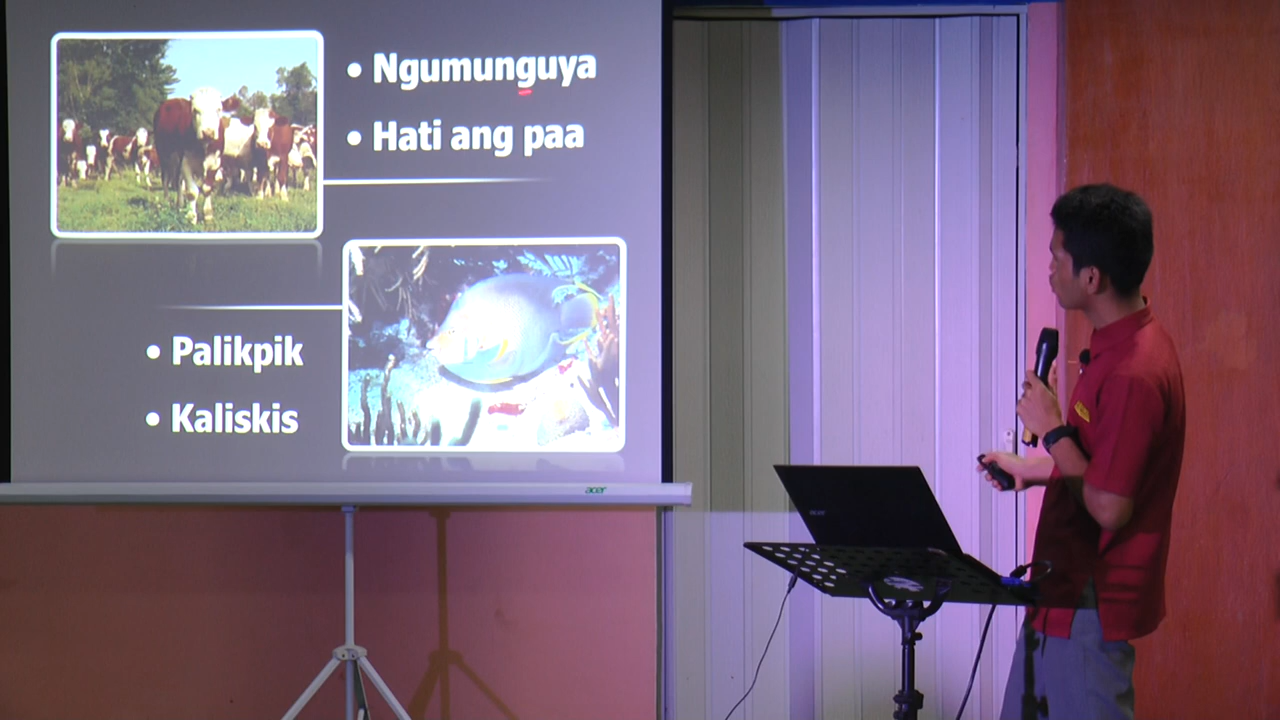 • Ngumunguya
• Hati ang paa
• Palikpik
• Kaliskis
acer